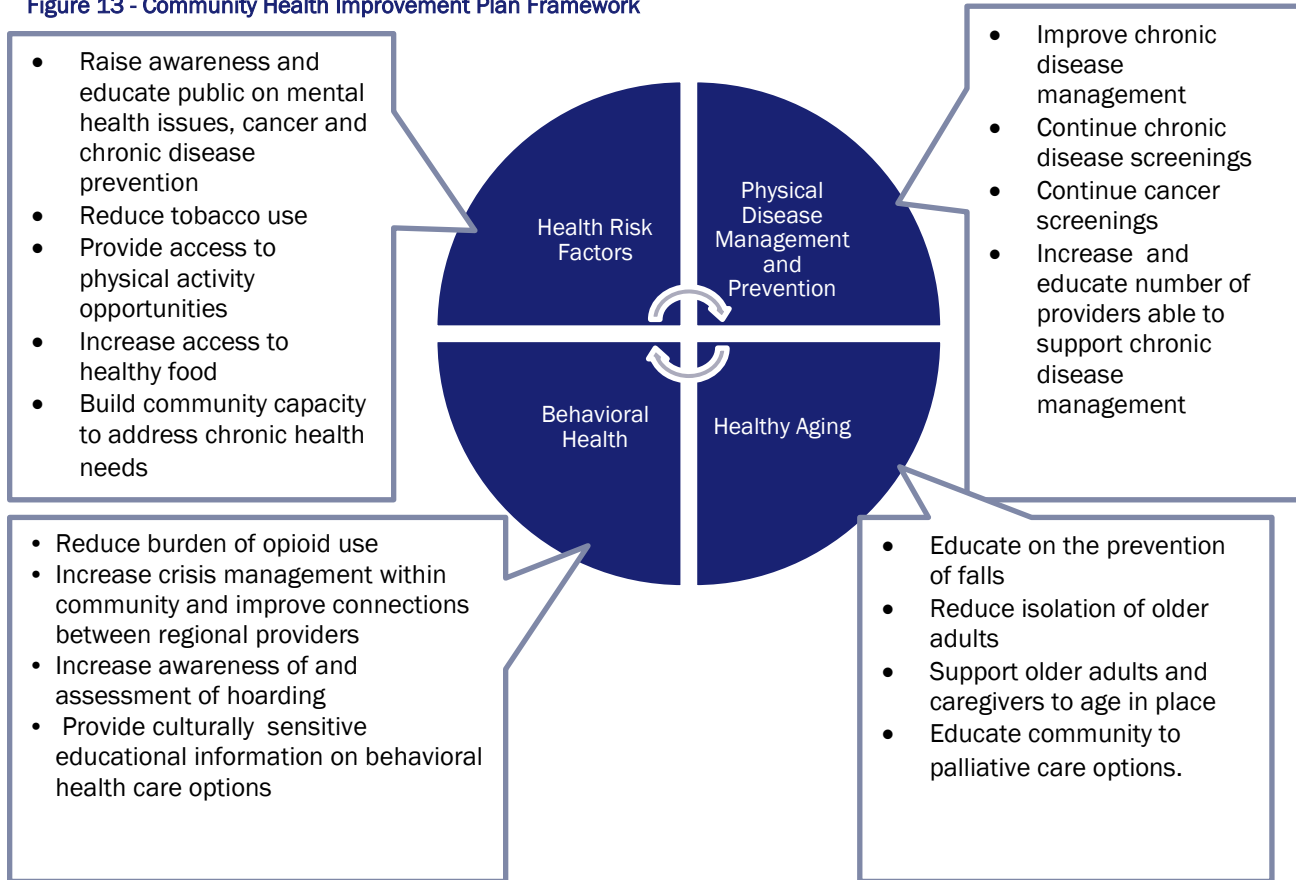 Figure 13 - Community Health Improvement Plan Framework
• Raise awareness and
educate public on mental
health issues, cancer and
chronic disease
prevention
• Reduce tobacco use
• Provide access to
physical activity
opportunities
• Increase access to
healthy food
• Build community capacity
to address chronic health
needs
Health Risk
Factors
Physical
Disease
Management
and
Prevention
• Improve chronic
disease
management
• Continue chronic
disease screenings
• Continue cancer
screenings
• Increase and
educate number of
providers able to
support chronic
disease
management
Behavioral
Health
Healthy Aging
• Reduce burden of opioid use
• Increase crisis management within
community and improve connections
between regional providers
• Increase awareness of and
assessment of hoarding
• Provide culturally sensitive
educational information on behavioral
health care options
• Educate on the prevention
of falls
• Reduce isolation of older
adults
• Support older adults and
caregivers to age in place
• Educate community to
palliative care options.